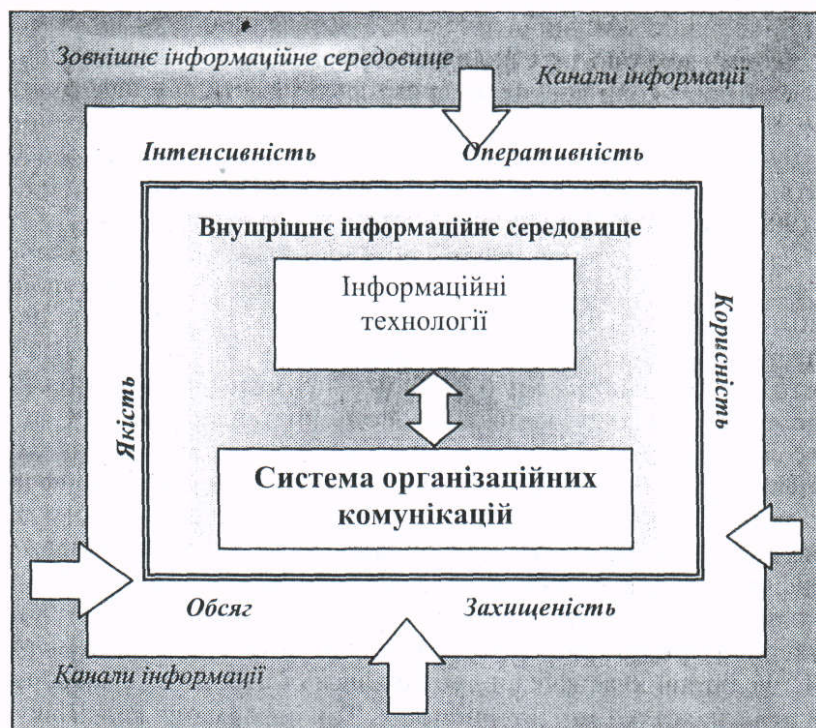 Зовнішнє інформаційне середовище
Канали інформації
Інтенсивність
Оперативність
Внушрішнє інформаційне середовище
Інформаційні
технології
Корисність
Якість
Система організаційних
комунікацій
Обсяг
Захищеність
Канали інформації